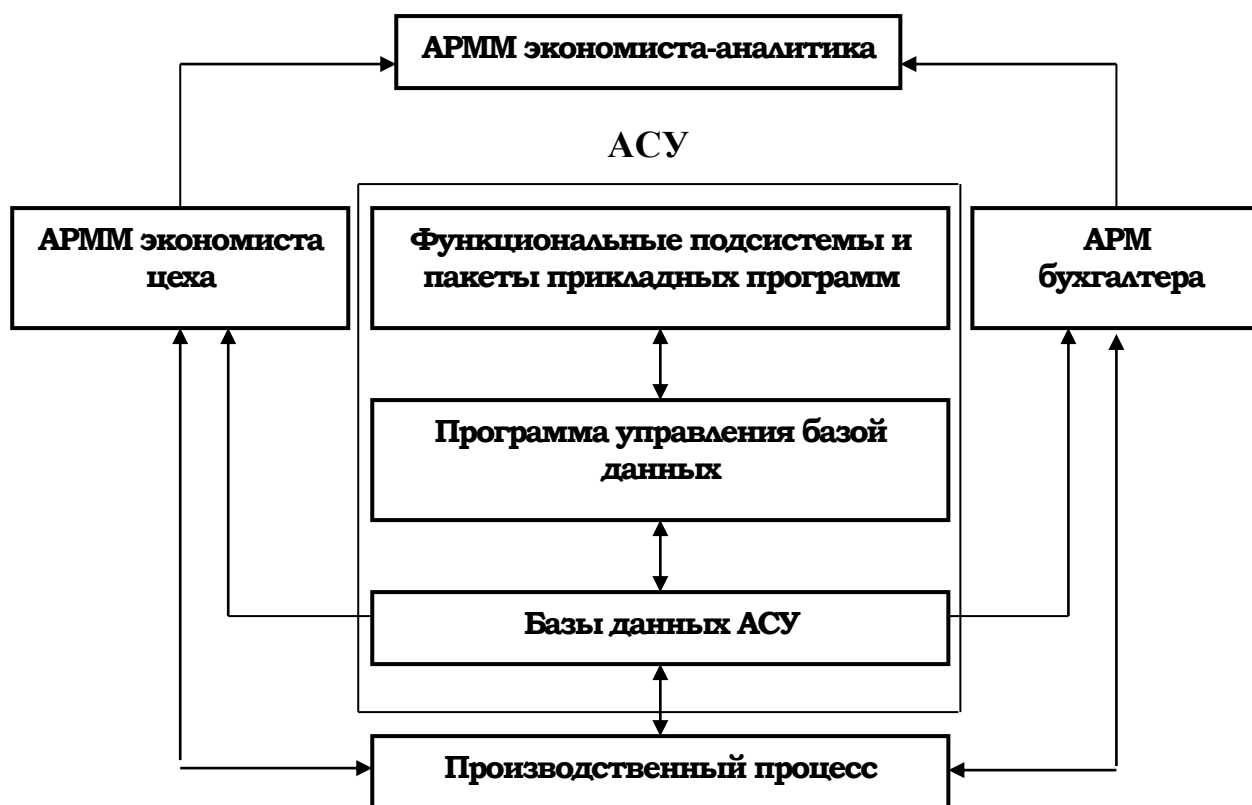 АРММ экономиста-аналитика
АСУ
АРММ экономиста
цеха
Функциональные подсистемы и
пакеты прикладных программ
АРМ
бухгалтера
Программа управления базой
данных
Базы данных АСУ
Производственный процесс